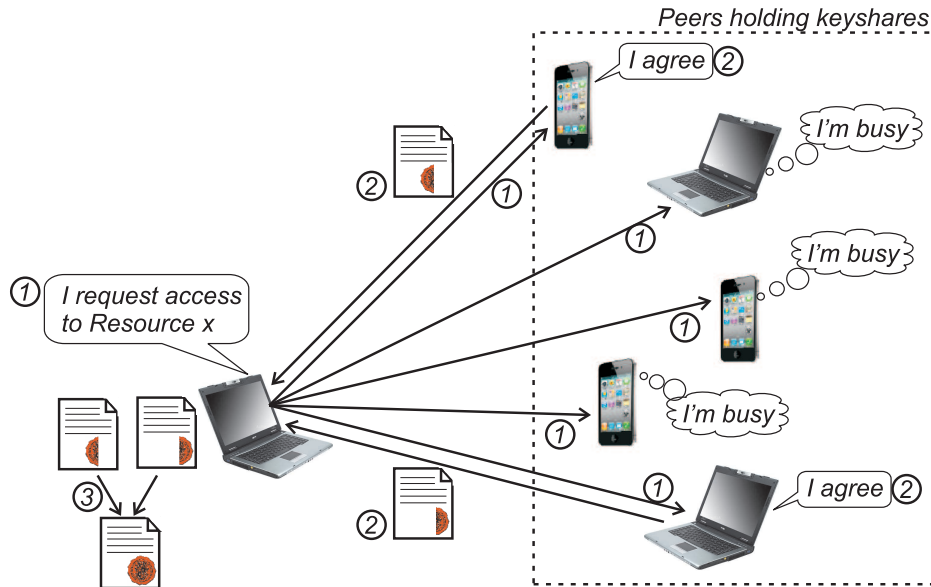 Peers holding keyshares
I agree 2
I'm busy
2
1
1
I'm busy
1 I request access
to Resource x
1
I'm busy
1
3
1
I agree 2
2